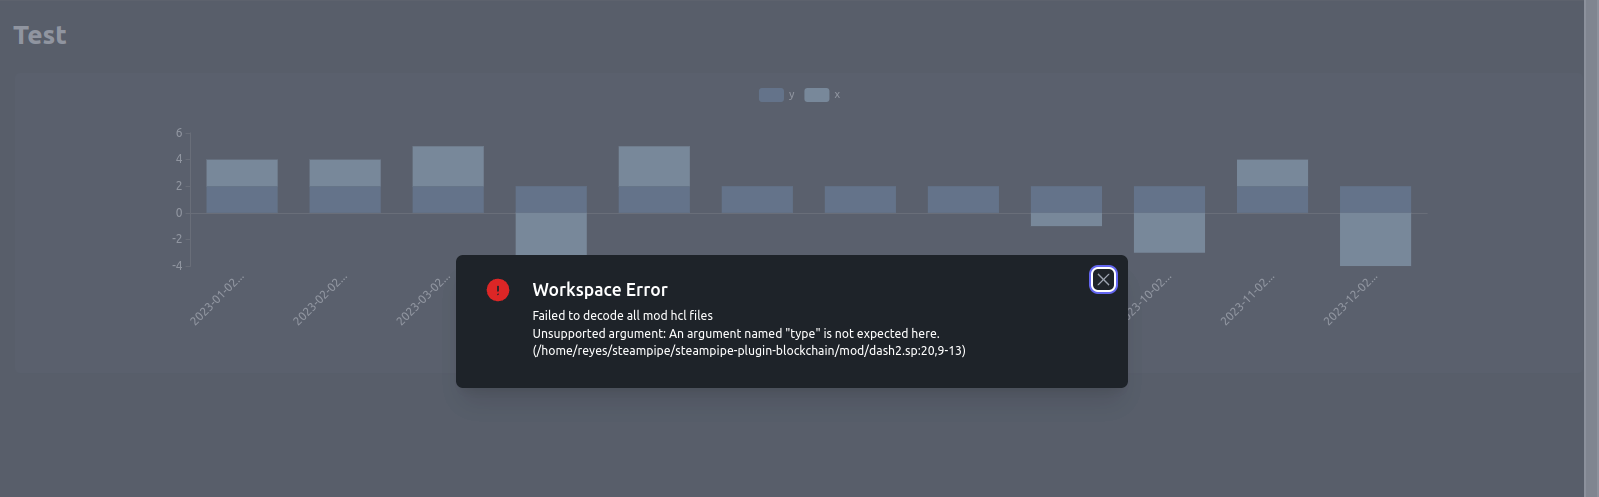 Test
y x
6
4
2
0
-2
-4
2023-01-02...
2023-02-02...
2023-03-02...
023-10-02...
2023-11-02...
2023-12-02...
Workspace Error
Failed to decode all mod hcl files
Unsupported argument: An argument named "type" is not expected here.
(/home/reyes/steampipe/steampipe-plugin-blockchain/mod/dash2.sp:20,9-13)